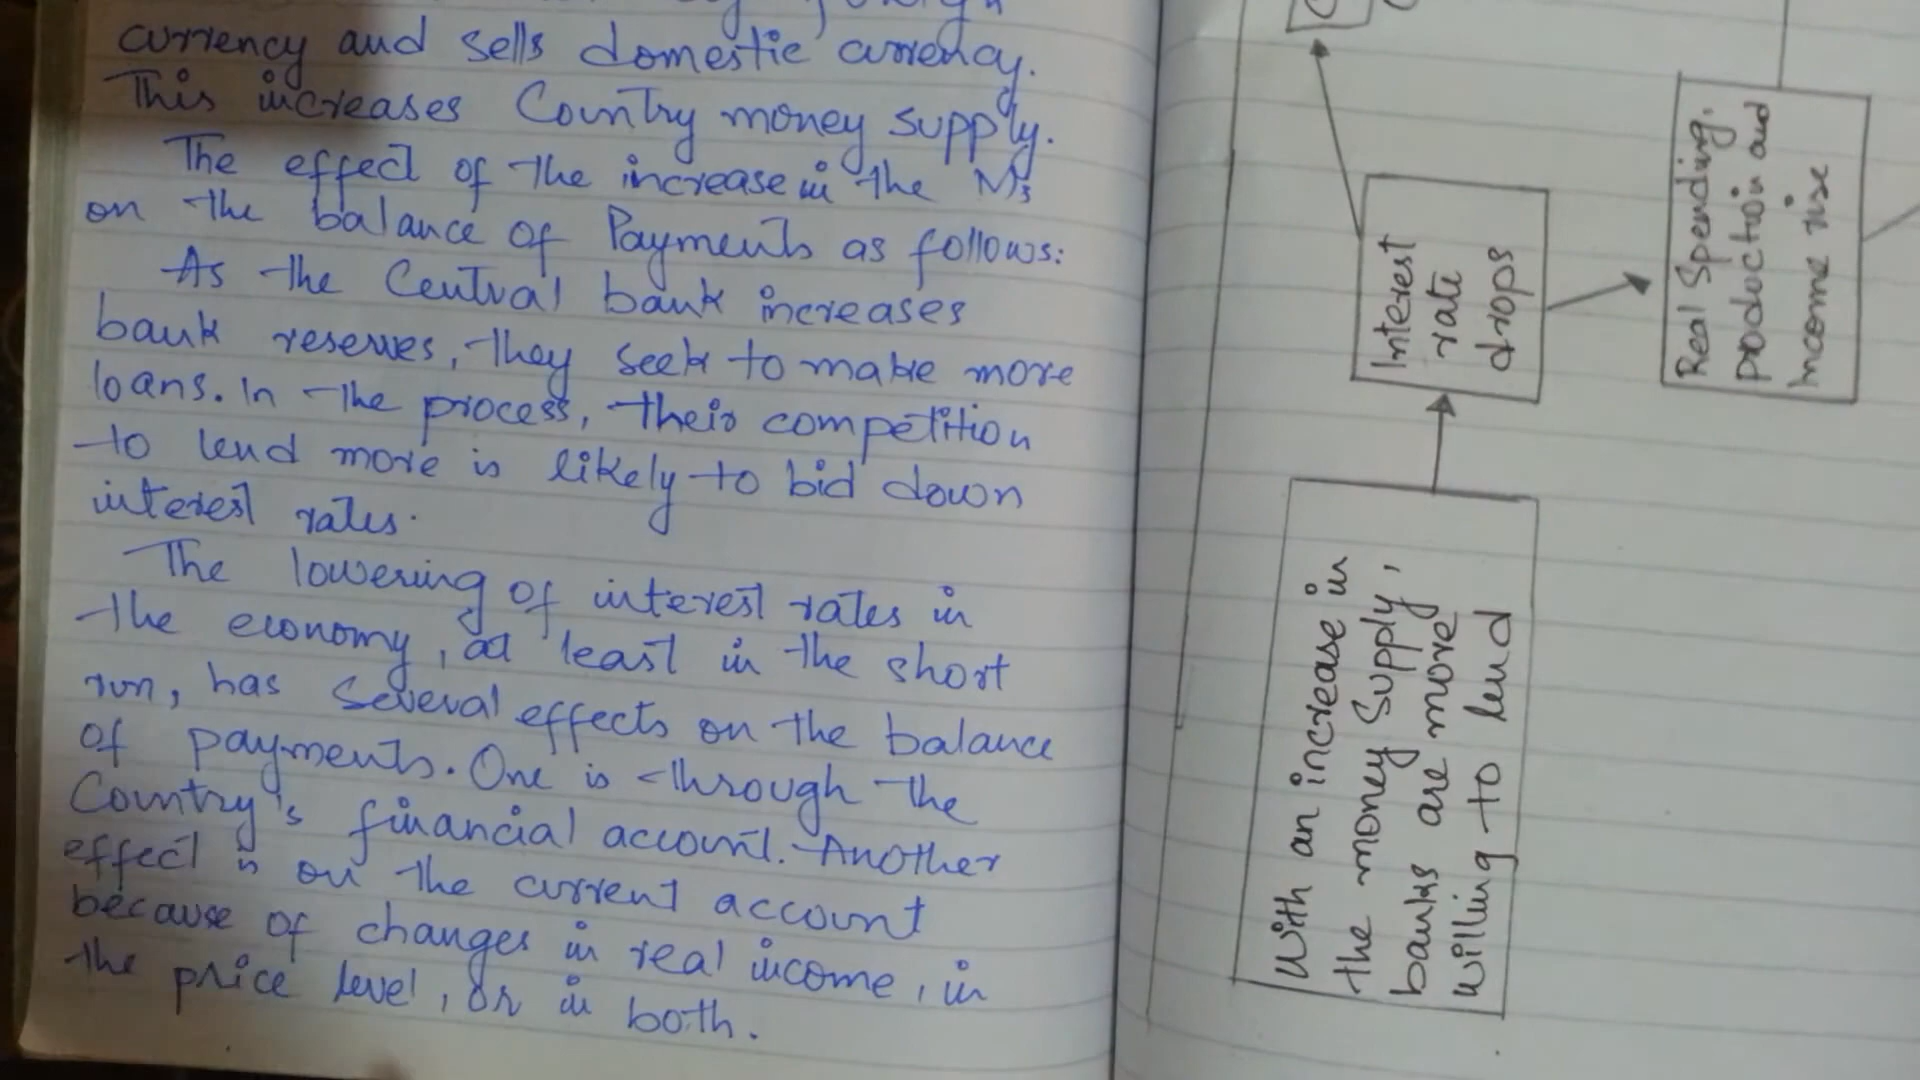 currency and sells domestic currency.
This increases Country money supply.
The effect of the increase in the Ms
on the balance of Payments as follows:
As the Central bank increases
bank reserves, they seek to make more
loans. In the process, their competition
to lend more is likely to bid down
interest rates.
The lowering of interest rates in
the economy, at least in the short
run, has several effects on the balance
of payments. One is through the
Country's financial account. Another
effect is on the current account
because of changes in real income, in
the price level, or in both.
With an increase in
the money supply,
banks are more
willing to lend
Interest
rate
drops
Real Spending,
production and
income rise